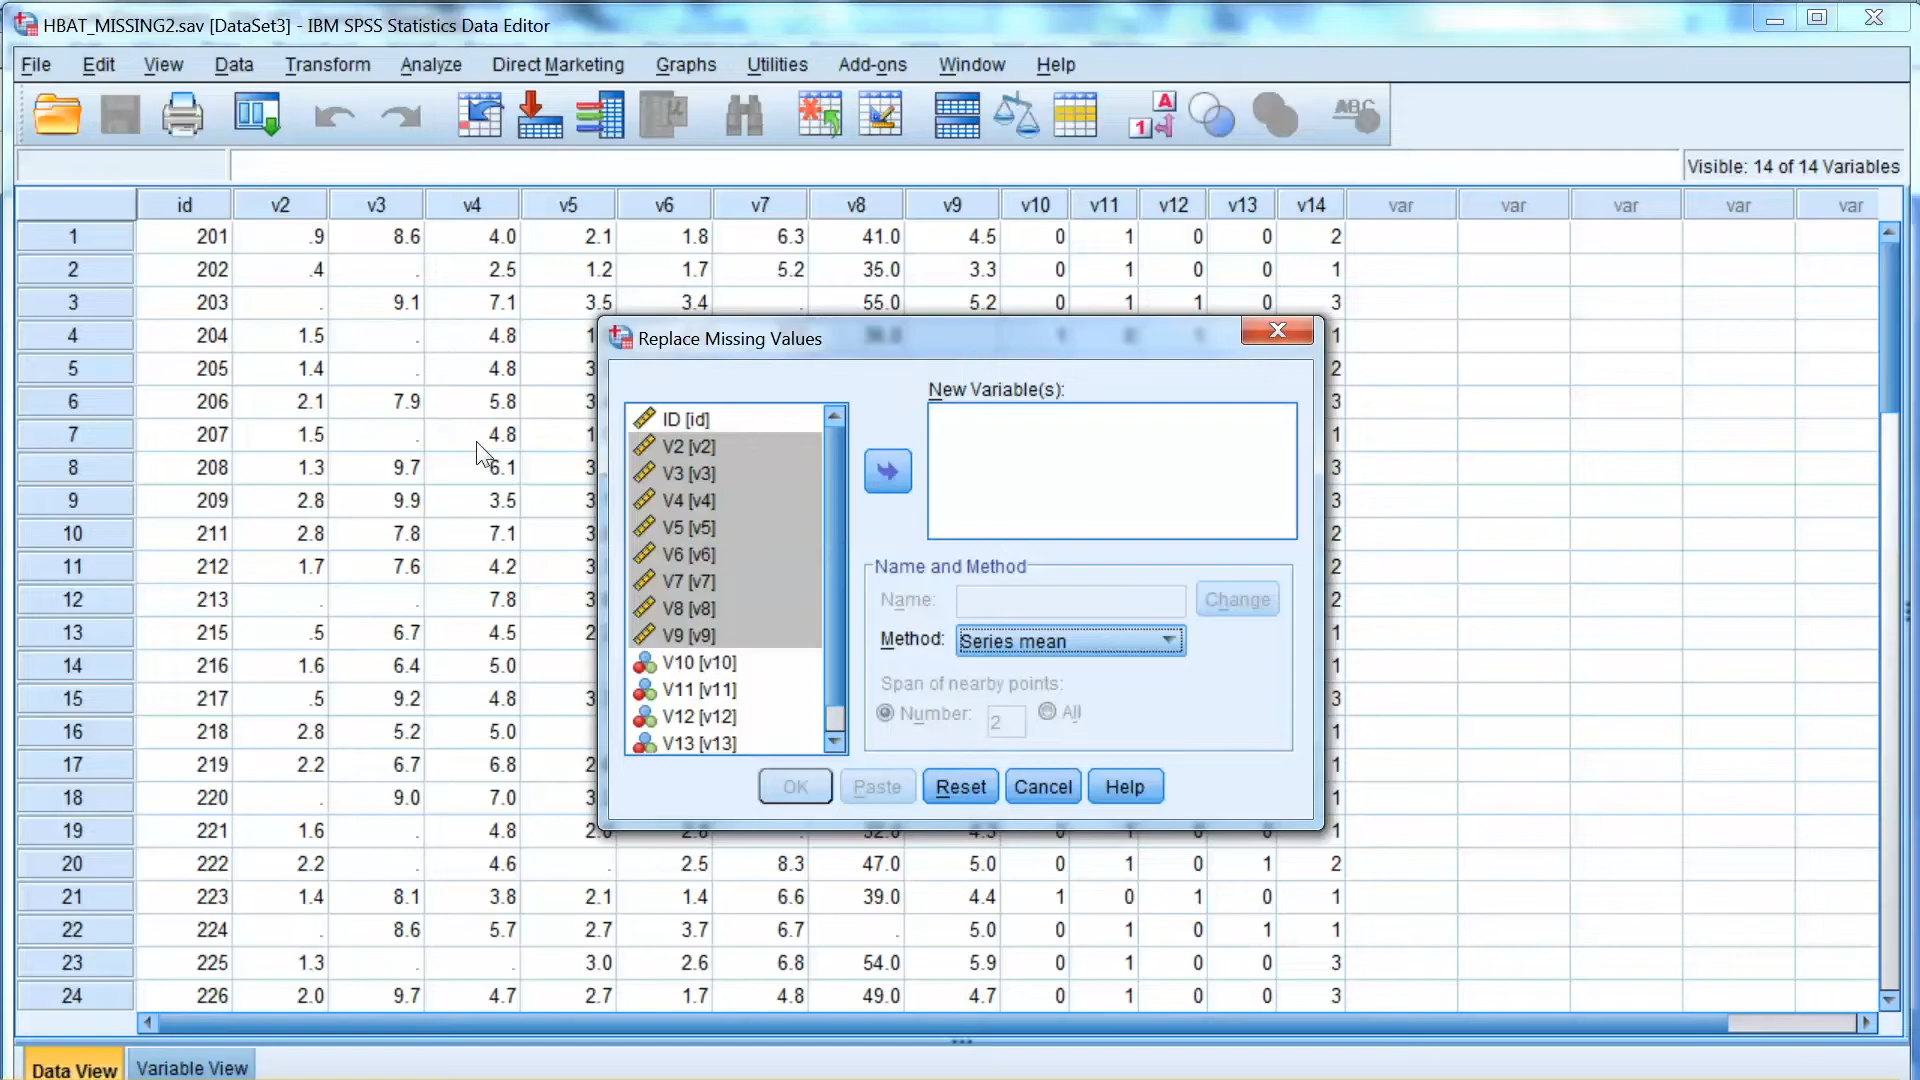 HBAT_MISSING2.sav [DataSet3] - IBM SPSS Statistics Data Editor
File Edit View Data Transform Analyze Direct Marketing Graphs Utilities Add-ons Window Help
A
1
ABC
Visible: 14 of 14 Variables
id v2 v3 v4 v5 v6 v7 v8 v9 v10 v11 v12 v13 v14 var var var var var
1 201 .9 8.6 4.0 2.1 1.8 6.3 41.0 4.5 0 1 0 0 2
2 202 .4 . 2.5 1.2 1.7 5.2 35.0 3.3 0 1 0 0 1
3 203 . 9.1 7.1 3.5 3.4 . 55.0 5.2 0 1 1 0 3
4 204 1.5 . 4.8 1
5 205 1.4 . 4.8 2
6 206 2.1 7.9 5.8 3
7 207 1.5 . 4.8 1
8 208 1.3 9.7 6.1 3
9 209 2.8 9.9 3.5 3
10 211 2.8 7.8 7.1 2
11 212 1.7 7.6 4.2 2
12 213 . . 7.8 2
13 215 .5 6.7 4.5 1
14 216 1.6 6.4 5.0 1
15 217 .5 9.2 4.8 3
16 218 2.8 5.2 5.0 1
17 219 2.2 6.7 6.8 1
18 220 . 9.0 7.0 1
19 221 1.6 . 4.8 1
20 222 2.2 . 4.6 . 2.5 8.3 47.0 5.0 0 1 0 1 2
21 223 1.4 8.1 3.8 2.1 1.4 6.6 39.0 4.4 1 0 1 0 1
22 224 . 8.6 5.7 2.7 3.7 6.7 . 5.0 0 1 0 1 1
23 225 1.3 . . 3.0 2.6 6.8 54.0 5.9 0 1 0 0 3
24 226 2.0 9.7 4.7 2.7 1.7 4.8 49.0 4.7 0 1 0 0 3
Replace Missing Values
ID [id]
V2 [v2]
V3 [v3]
V4 [v4]
V5 [v5]
V6 [v6]
V7 [v7]
V8 [v8]
V9 [v9]
V10 [v10]
V11 [v11]
V12 [v12]
V13 [v13]
New Variable(s):
Name and Method
Name: Change
Method: Series mean
Span of nearby points:
Number: 2 All
OK Paste Reset Cancel Help
Data View Variable View